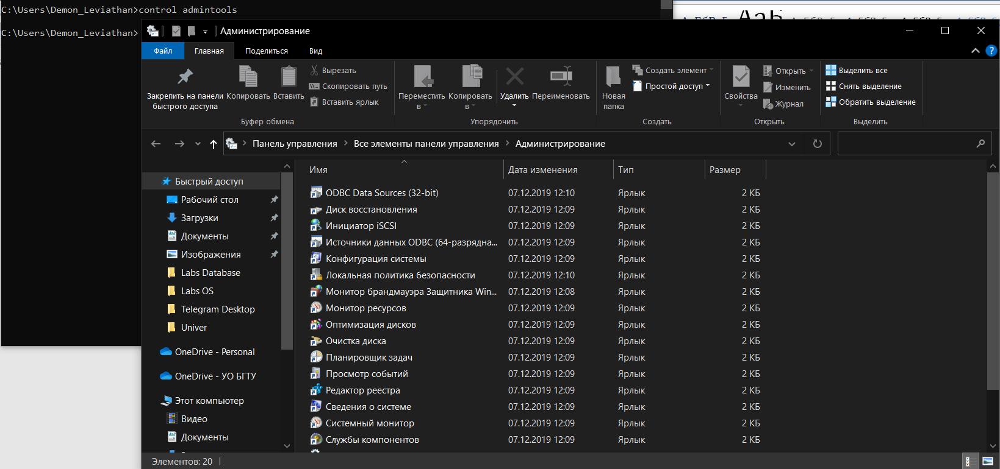 C:\Users\Demon_Leviathan>control admintools
C:\Users\Demon_Leviathan>
Администрирование
Файл Главная Поделиться Вид
Закрепить на панели быстрого доступа
Копировать
Вставить
Вырезать
Скопировать путь
Вставить ярлык
Буфер обмена
Переместить в
Копировать в
Удалить
Переименовать
Упорядочить
Новая папка
Создать элемент
Простой доступ
Создать
Свойства
Открыть
Изменить
Журнал
Открыть
Выделить все
Снять выделение
Обратить выделение
Выделить
Панель управления > Все элементы панели управления > Администрирование
Быстрый доступ
Рабочий стол
Загрузки
Документы
Изображения
Labs Database
Labs OS
Telegram Desktop
Univer
OneDrive - Personal
OneDrive - УО БГТУ
Этот компьютер
Видео
Документы
Имя Дата изменения Тип Размер
ODBC Data Sources (32-bit) 07.12.2019 12:10 Ярлык 2 КБ
Диск восстановления 07.12.2019 12:09 Ярлык 2 КБ
Инициатор iSCSI 07.12.2019 12:09 Ярлык 2 КБ
Источники данных ODBC (64-разрядна... 07.12.2019 12:09 Ярлык 2 КБ
Конфигурация системы 07.12.2019 12:09 Ярлык 2 КБ
Локальная политика безопасности 07.12.2019 12:10 Ярлык 2 КБ
Монитор брандмауэра Защитника Win... 07.12.2019 12:08 Ярлык 2 КБ
Монитор ресурсов 07.12.2019 12:09 Ярлык 2 КБ
Оптимизация дисков 07.12.2019 12:09 Ярлык 2 КБ
Очистка диска 07.12.2019 12:09 Ярлык 2 КБ
Планировщик задач 07.12.2019 12:09 Ярлык 2 КБ
Просмотр событий 07.12.2019 12:09 Ярлык 2 КБ
Редактор реестра 07.12.2019 12:09 Ярлык 2 КБ
Сведения о системе 07.12.2019 12:09 Ярлык 2 КБ
Системный монитор 07.12.2019 12:09 Ярлык 2 КБ
Службы компонентов 07.12.2019 12:09 Ярлык 2 КБ
Элементов: 20